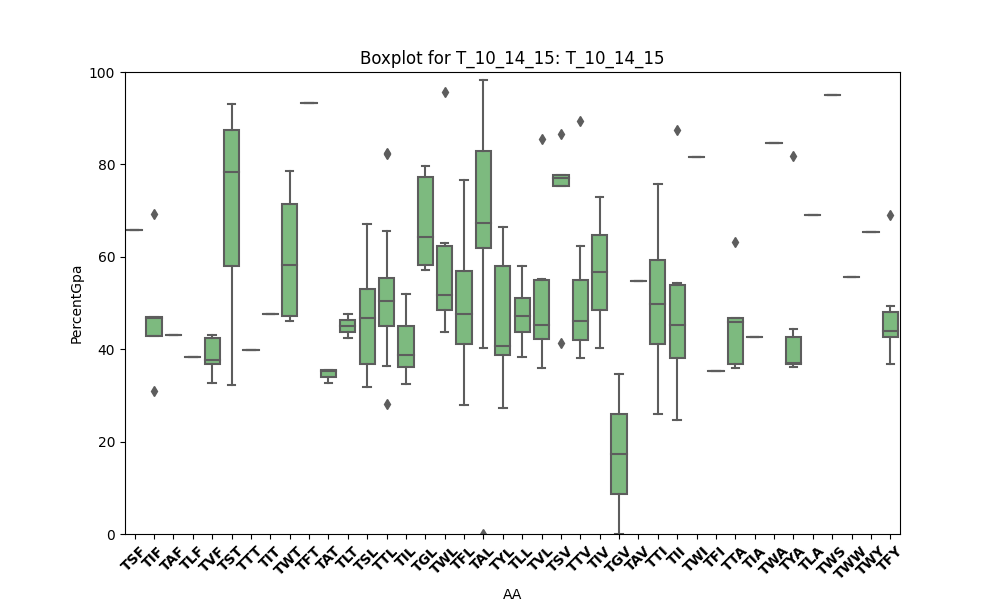 Boxplot for T_10_14_15: T_10_14_15
PercentGpa
100
80
60
40
20
0
TSF TIF TAF TLF TVF TST TTT TIT TWT TFT TAT TLT TSL TTL TIL TGL TWL TFL TAL TYL TLL TVL TSV TTV TIV TGV TAV TTI TII TWI TFI TTA TIA TWA TYA TLA TWS TWW TWY TFY
AA